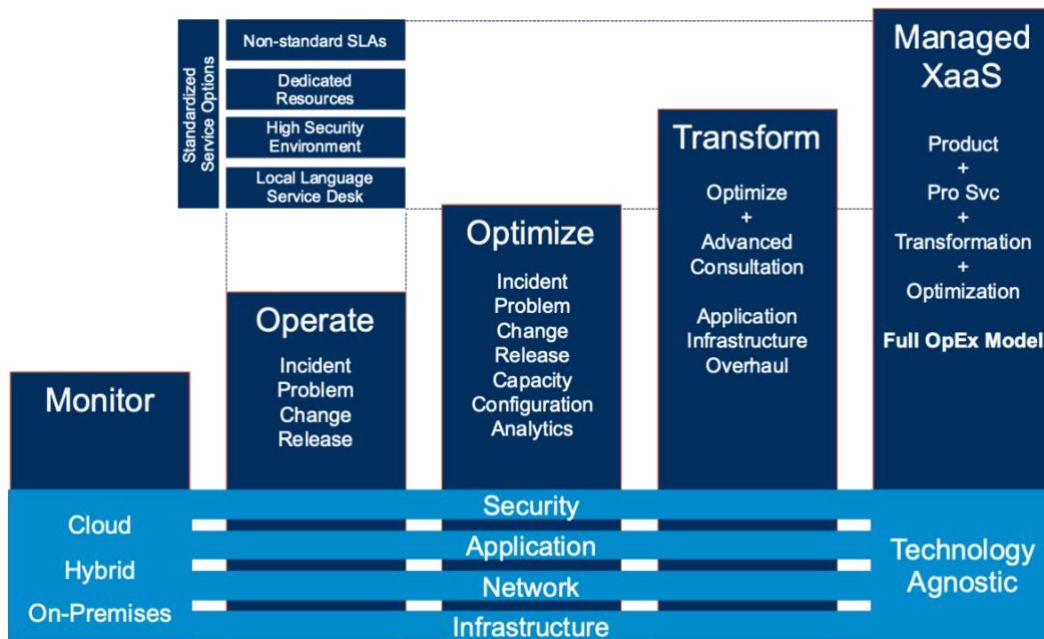 Standardized
Service Options
Non-standard SLAs
Dedicated
Resources
High Security
Environment
Local Language
Service Desk
Monitor
Operate
Incident
Problem
Change
Release
Optimize
Incident
Problem
Change
Release
Capacity
Configuration
Analytics
Transform
Optimize
+
Advanced
Consultation
Application
Infrastructure
Overhaul
Managed
XaaS
Product
+
Pro Svc
+
Transformation
+
Optimization
Full OpEx Model
Cloud
Hybrid
On-Premises
Security
Application
Network
Infrastructure
Technology
Agnostic